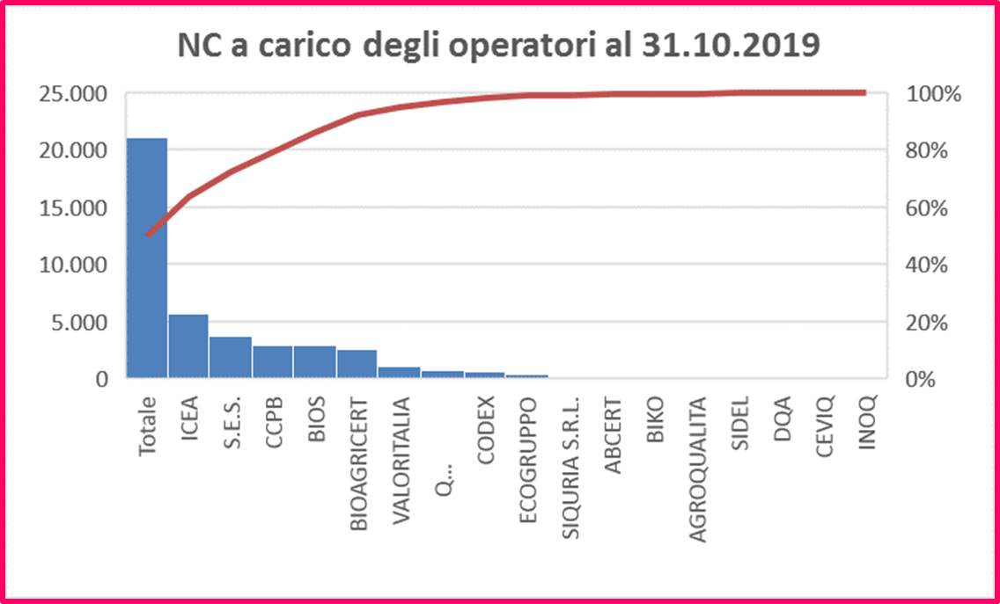 NC a carico degli operatori al 31.10.2019
25.000
20.000
15.000
10.000
5.000
0
100%
80%
60%
40%
20%
0%
Totale
ICEA
S.E.S.
CCPB
BIOS
BIOAGRICERT
VALORITALIA
Q…
CODEX
ECOGRUPPO
SIQURIA S.R.L.
ABCERT
BIKO
AGROQUALITA
SIDEL
DQA
CEVIQ
INOQ